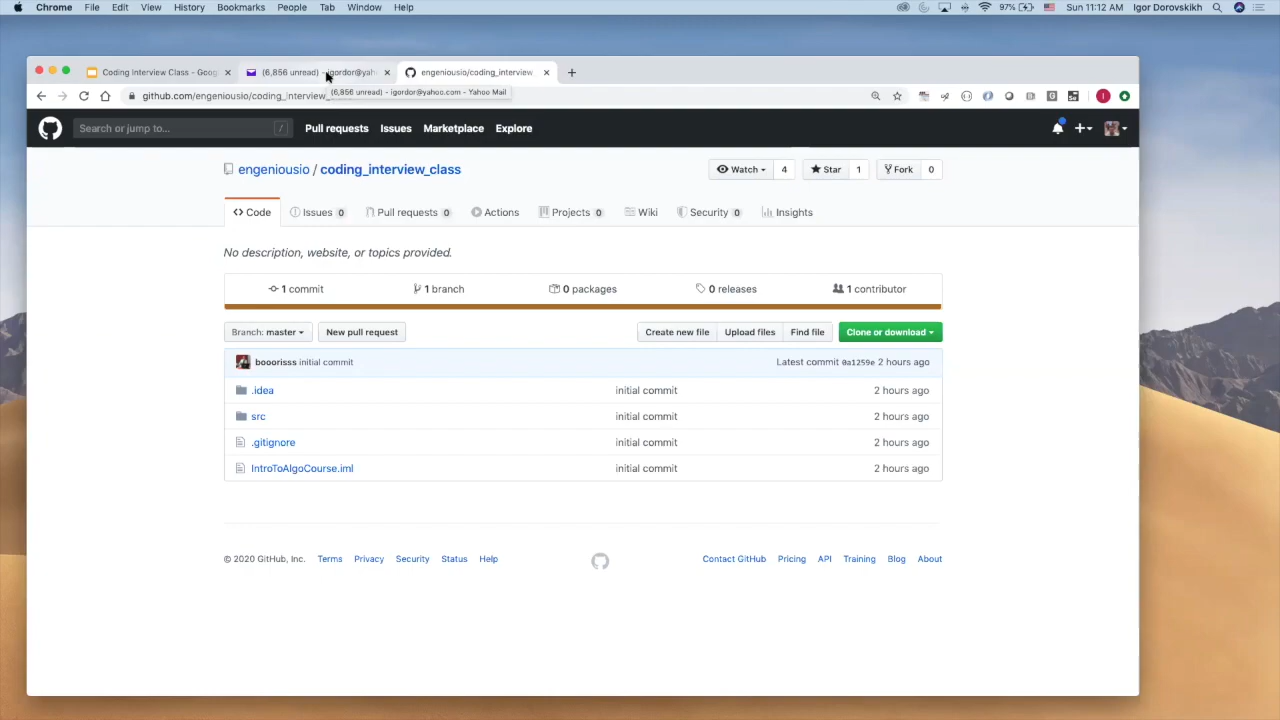 Chrome File Edit View History Bookmarks People Tab Window Help 97% Sun 11:12 AM Igor Dorovskikh
Coding Interview Class - Goog (6,856 unread) - igordor@yah engeniousio/coding_interview
github.com/engeniousio/coding_interview_
(6,856 unread) - igordor@yahoo.com - Yahoo Mail
Search or jump to... / Pull requests Issues Marketplace Explore
engeniousio / coding_interview_class Watch 4 Star 1 Fork 0
Code Issues 0 Pull requests 0 Actions Projects 0 Wiki Security 0 Insights
No description, website, or topics provided.
1 commit 1 branch 0 packages 0 releases 1 contributor
Branch: master New pull request Create new file Upload files Find file Clone or download
booorisss initial commit Latest commit 0a1259e 2 hours ago
.idea initial commit 2 hours ago
src initial commit 2 hours ago
.gitignore initial commit 2 hours ago
IntroToAlgoCourse.iml initial commit 2 hours ago
© 2020 GitHub, Inc. Terms Privacy Security Status Help Contact GitHub Pricing API Training Blog About